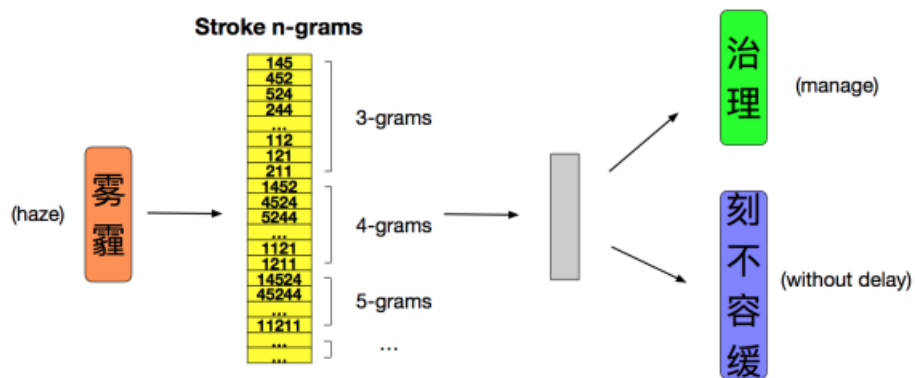 Stroke n-grams
145
452
524
244
...
112
121
211
3-grams
1452
4524
5244
...
1121
1211
4-grams
14524
45244
...
11211
5-grams
...
...
...
(haze)
雾霾
治理
(manage)
刻不容缓
(without delay)